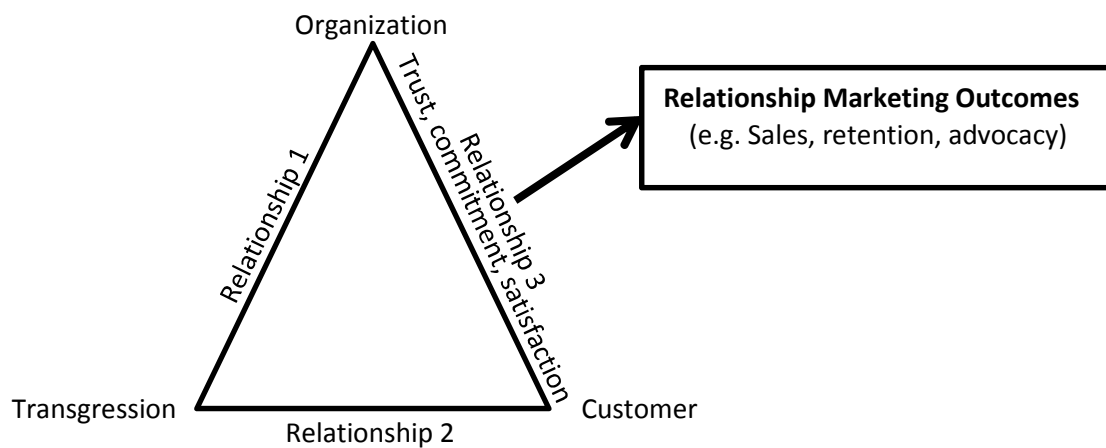 Organization
Relationship 1
Trust, commitment, satisfaction
Relationship 3
Relationship Marketing Outcomes
(e.g. Sales, retention, advocacy)
Transgression
Customer
Relationship 2